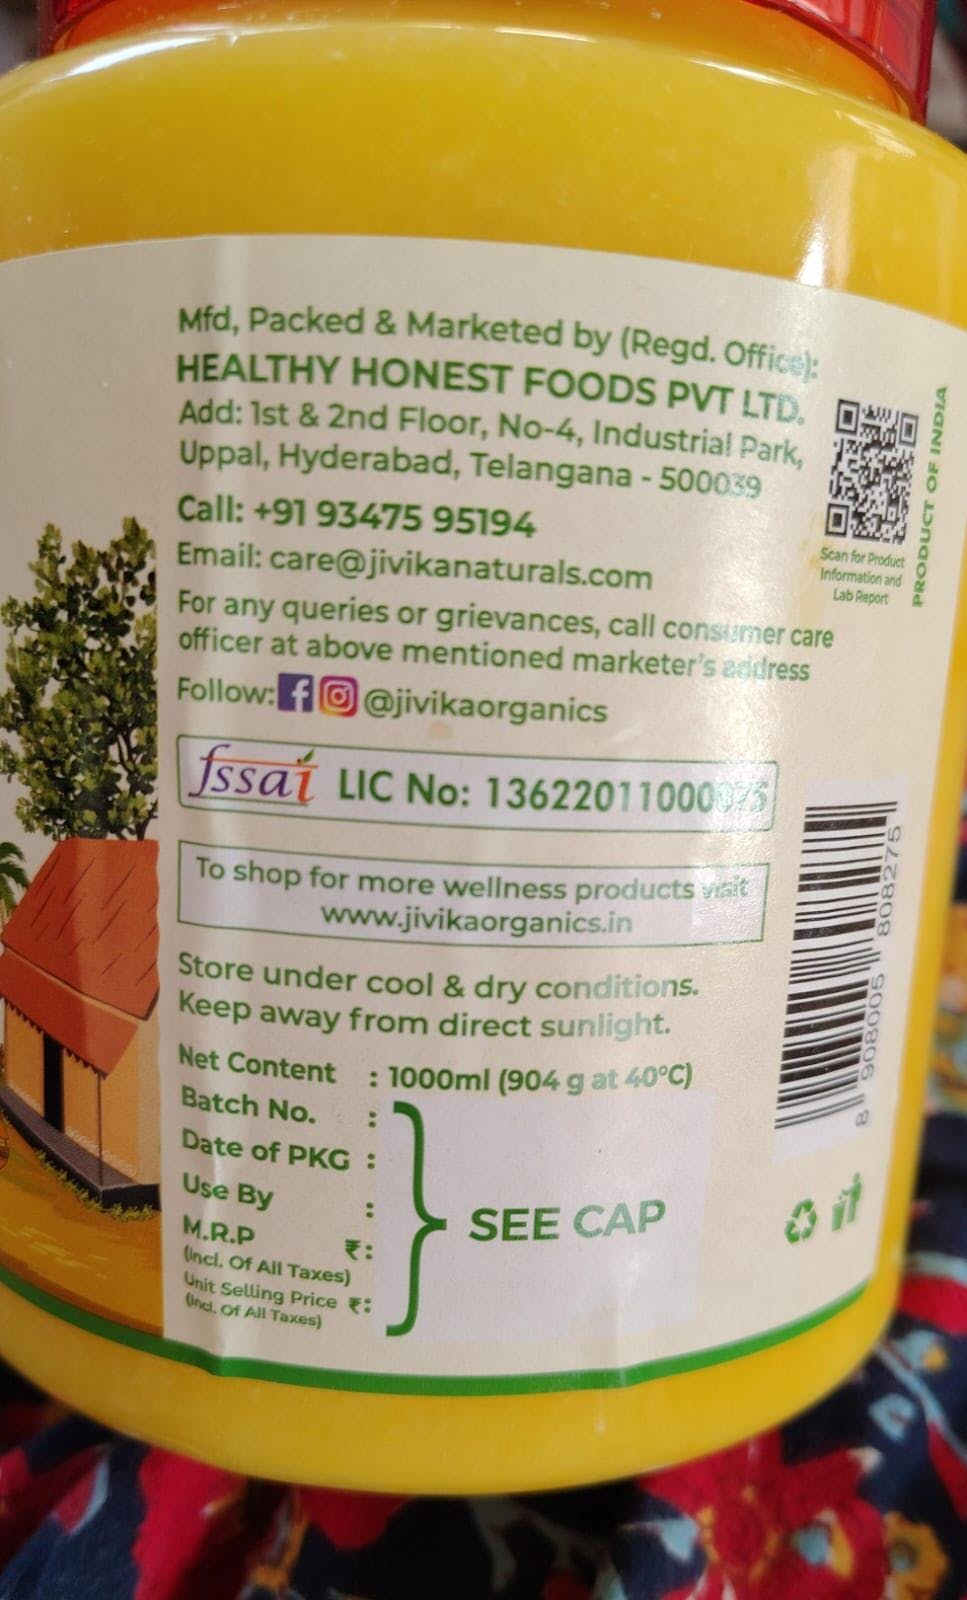 Mfd, Packed & Marketed by (Regd. Office):
HEALTHY HONEST FOODS PVT LTD.
Add: 1st & 2nd Floor, No-4, Industrial Park,
Uppal, Hyderabad, Telangana - 500039
Call: +91 93475 95194
Email: care@jivikanaturals.com
For any queries or grievances, call consumer care
officer at above mentioned marketer's address
Follow: @jivikaorganics
Scan for Product
Information and
Lab Report
PRODUCT OF INDIA
fssai LIC No: 13622011000075
To shop for more wellness products visit
www.jivikaorganics.in
Store under cool & dry conditions.
Keep away from direct sunlight.
Net Content : 1000ml (904 g at 40°C)
Batch No. :
Date of PKG :
Use By :
M.R.P ₹:
(Incl. Of All Taxes)
Unit Selling Price ₹:
(Incl. Of All Taxes)
SEE CAP
8 908005 808275